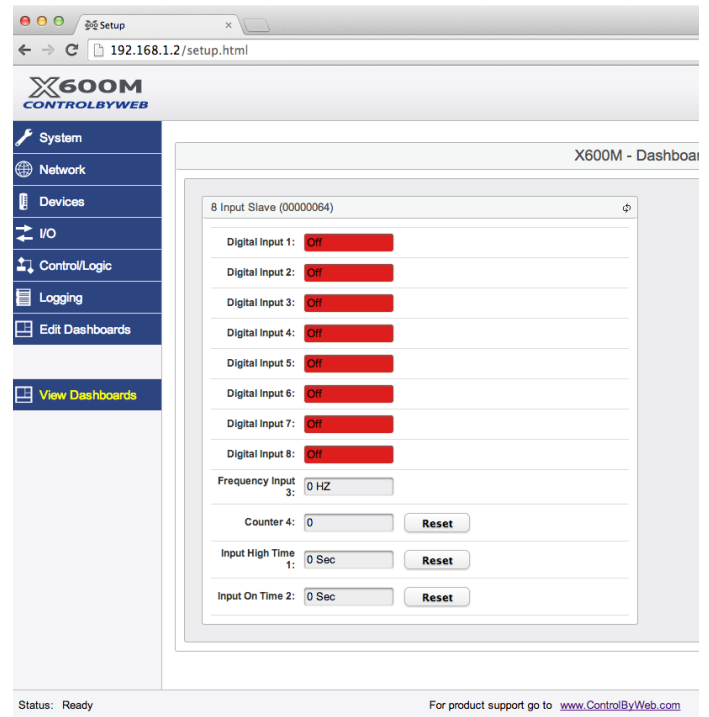 Setup
192.168.1.2/setup.html
X600M
CONTROLBYWEB
System
Network
Devices
I/O
Control/Logic
Logging
Edit Dashboards
View Dashboards
X600M - Dashboar
8 Input Slave (00000064)
Digital Input 1: Off
Digital Input 2: Off
Digital Input 3: Off
Digital Input 4: Off
Digital Input 5: Off
Digital Input 6: Off
Digital Input 7: Off
Digital Input 8: Off
Frequency Input
3: 0 HZ
Counter 4: 0 Reset
Input High Time
1: 0 Sec Reset
Input On Time 2: 0 Sec Reset
Status: Ready
For product support go to www.ControlByWeb.com